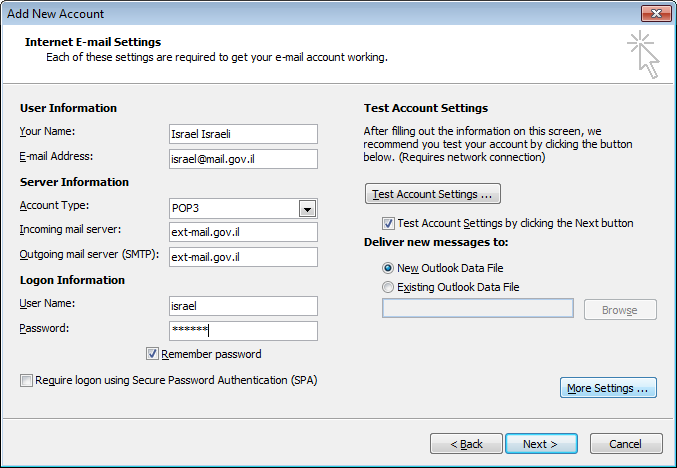 Add New Account
Internet E-mail Settings
Each of these settings are required to get your e-mail account working.
User Information
Your Name:
Israel Israeli
E-mail Address:
israel@mail.gov.il
Server Information
Account Type:
POP3
Incoming mail server:
ext-mail.gov.il
Outgoing mail server (SMTP):
ext-mail.gov.il
Logon Information
User Name:
israel
Password:
******
Remember password
Require logon using Secure Password Authentication (SPA)
Test Account Settings
After filling out the information on this screen, we
recommend you test your account by clicking the button
below. (Requires network connection)
Test Account Settings ...
Test Account Settings by clicking the Next button
Deliver new messages to:
New Outlook Data File
Existing Outlook Data File
Browse
More Settings ...
< Back
Next >
Cancel